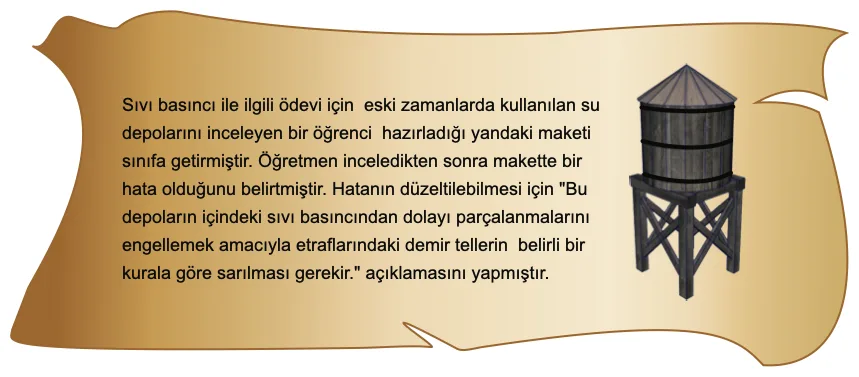 Sıvı basıncı ile ilgili ödevi için eski zamanlarda kullanılan su
depolarını inceleyen bir öğrenci hazırladığı yandaki maketi
sınıfa getirmiştir. Öğretmen inceledikten sonra makette bir
hata olduğunu belirtmiştir. Hatanın düzeltilebilmesi için "Bu
depoların içindeki sıvı basıncından dolayı parçalanmalarını
engellemek amacıyla etraflarındaki demir tellerin belirli bir
kurala göre sarılması gerekir." açıklamasını yapmıştır.